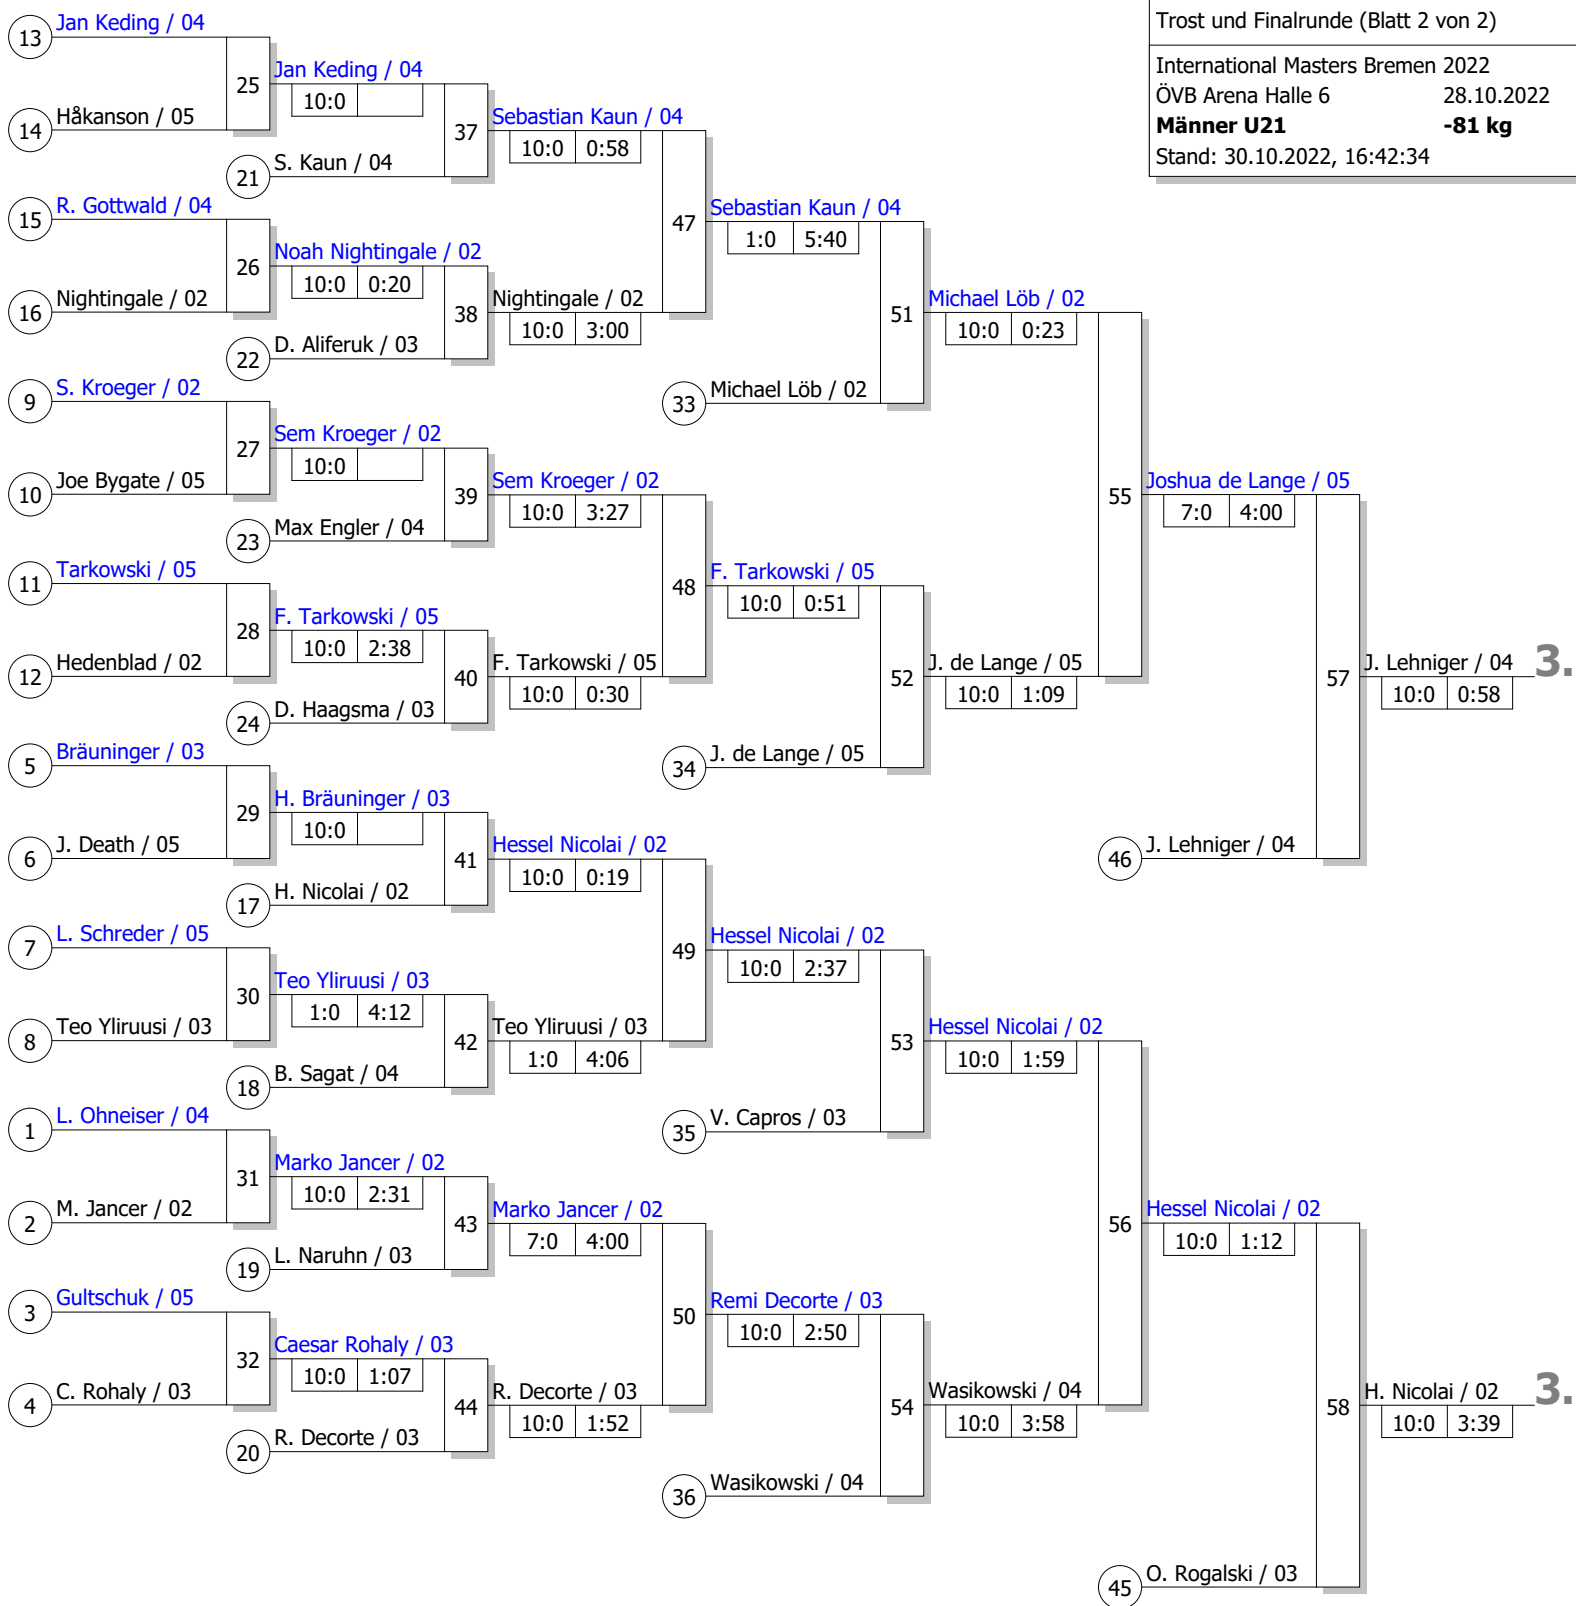 Trost und Finalrunde (Blatt 2 von 2)
International Masters Bremen 2022
ÖVB Arena Halle 6 28.10.2022
Männer U21 -81 kg
Stand: 30.10.2022, 16:42:34
13 Jan Keding / 04
25 Jan Keding / 04
10:0
14 Håkanson / 05
37 Sebastian Kaun / 04
10:0 0:58
21 S. Kaun / 04
15 R. Gottwald / 04
47 Sebastian Kaun / 04
1:0 5:40
26 Noah Nightingale / 02
10:0 0:20
16 Nightingale / 02
38 Nightingale / 02
10:0 3:00
51 Michael Löb / 02
10:0 0:23
22 D. Aliferuk / 03
9 S. Kroeger / 02
33 Michael Löb / 02
27 Sem Kroeger / 02
10:0
10 Joe Bygate / 05
39 Sem Kroeger / 02
10:0 3:27
55 Joshua de Lange / 05
7:0 4:00
23 Max Engler / 04
11 Tarkowski / 05
48 F. Tarkowski / 05
10:0 0:51
28 F. Tarkowski / 05
10:0 2:38
12 Hedenblad / 02
40 F. Tarkowski / 05
10:0 0:30
52 J. de Lange / 05
10:0 1:09
57 J. Lehniger / 04 3.
10:0 0:58
24 D. Haagsma / 03
5 Bräuninger / 03
34 J. de Lange / 05
29 H. Bräuninger / 03
10:0
6 J. Death / 05
41 Hessel Nicolai / 02
10:0 0:19
46 J. Lehniger / 04
17 H. Nicolai / 02
7 L. Schreder / 05
49 Hessel Nicolai / 02
10:0 2:37
30 Teo Yliruusi / 03
1:0 4:12
8 Teo Yliruusi / 03
42 Teo Yliruusi / 03
1:0 4:06
53 Hessel Nicolai / 02
10:0 1:59
18 B. Sagat / 04
1 L. Ohneiser / 04
35 V. Capros / 03
31 Marko Jancer / 02
10:0 2:31
2 M. Jancer / 02
43 Marko Jancer / 02
7:0 4:00
56 Hessel Nicolai / 02
10:0 1:12
19 L. Naruhn / 03
3 Gultschuk / 05
50 Remi Decorte / 03
10:0 2:50
32 Caesar Rohaly / 03
10:0 1:07
4 C. Rohaly / 03
44 R. Decorte / 03
10:0 1:52
54 Wasikowski / 04
10:0 3:58
58 H. Nicolai / 02 3.
10:0 3:39
20 R. Decorte / 03
36 Wasikowski / 04
45 O. Rogalski / 03